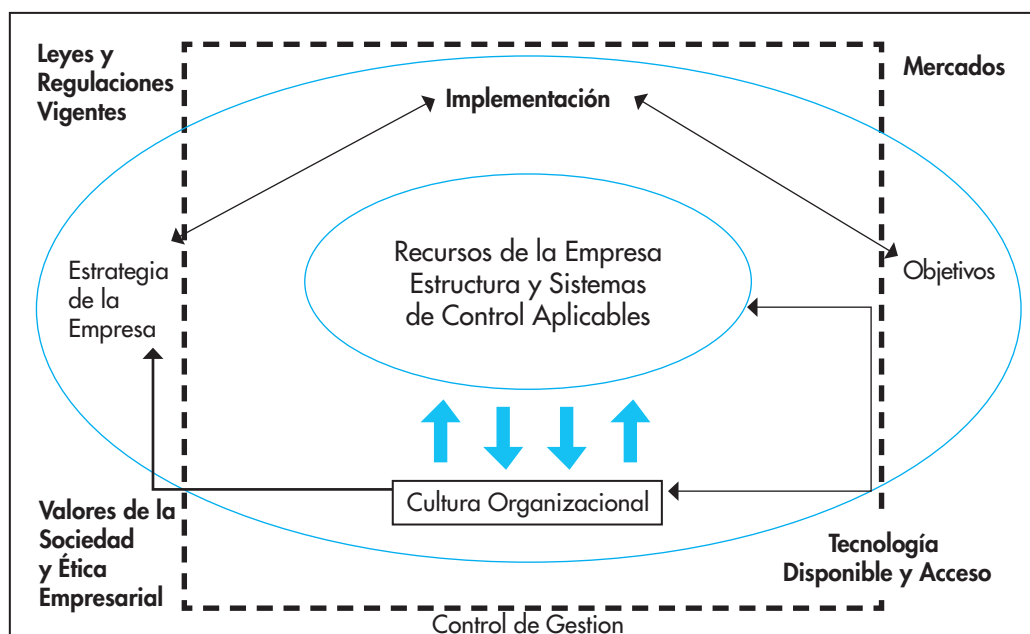 Leyes y
Regulaciones
Vigentes
Mercados
Implementación
Estrategia
de la
Empresa
Recursos de la Empresa
Estructura y Sistemas
de Control Aplicables
Objetivos
Cultura Organizacional
Valores de la
Sociedad
y Ética
Empresarial
Tecnología
Disponible y Acceso
Control de Gestion